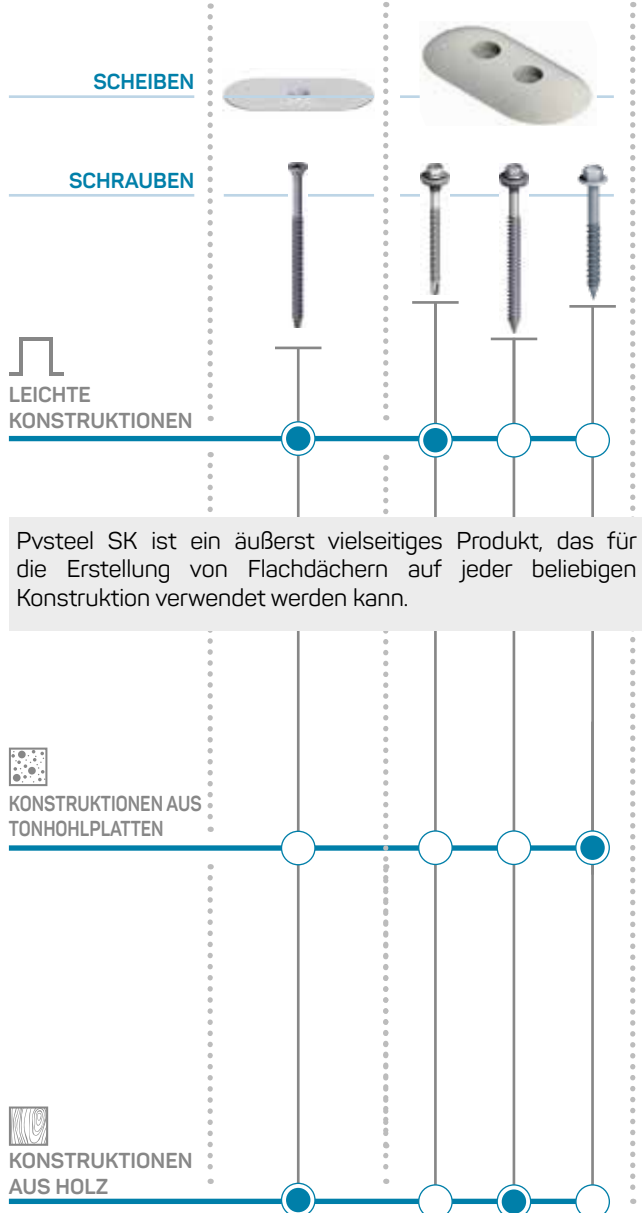 SCHEIBEN
SCHRAUBEN
LEICHTE
KONSTRUKTIONEN
Pvsteel SK ist ein äußerst vielseitiges Produkt, das für
die Erstellung von Flachdächern auf jeder beliebigen
Konstruktion verwendet werden kann.
KONSTRUKTIONEN AUS
TONHOHLPLATTEN
KONSTRUKTIONEN
AUS HOLZ